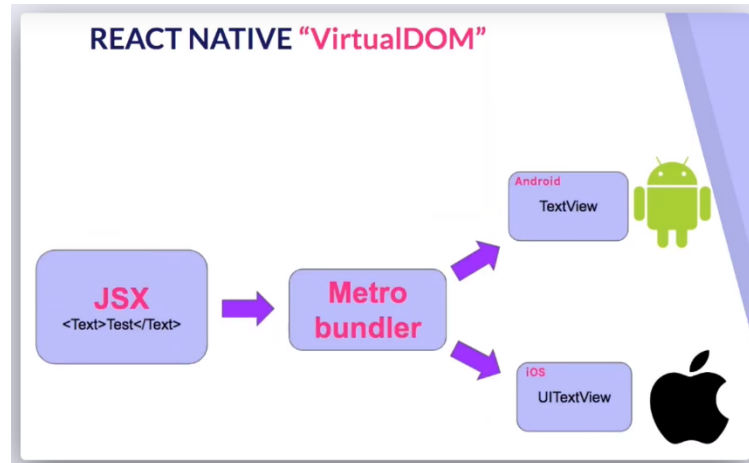 REACT NATIVE “VirtualDOM”
JSX
<Text>Test</Text>
Metro
bundler
Android
TextView
iOS
UITextView